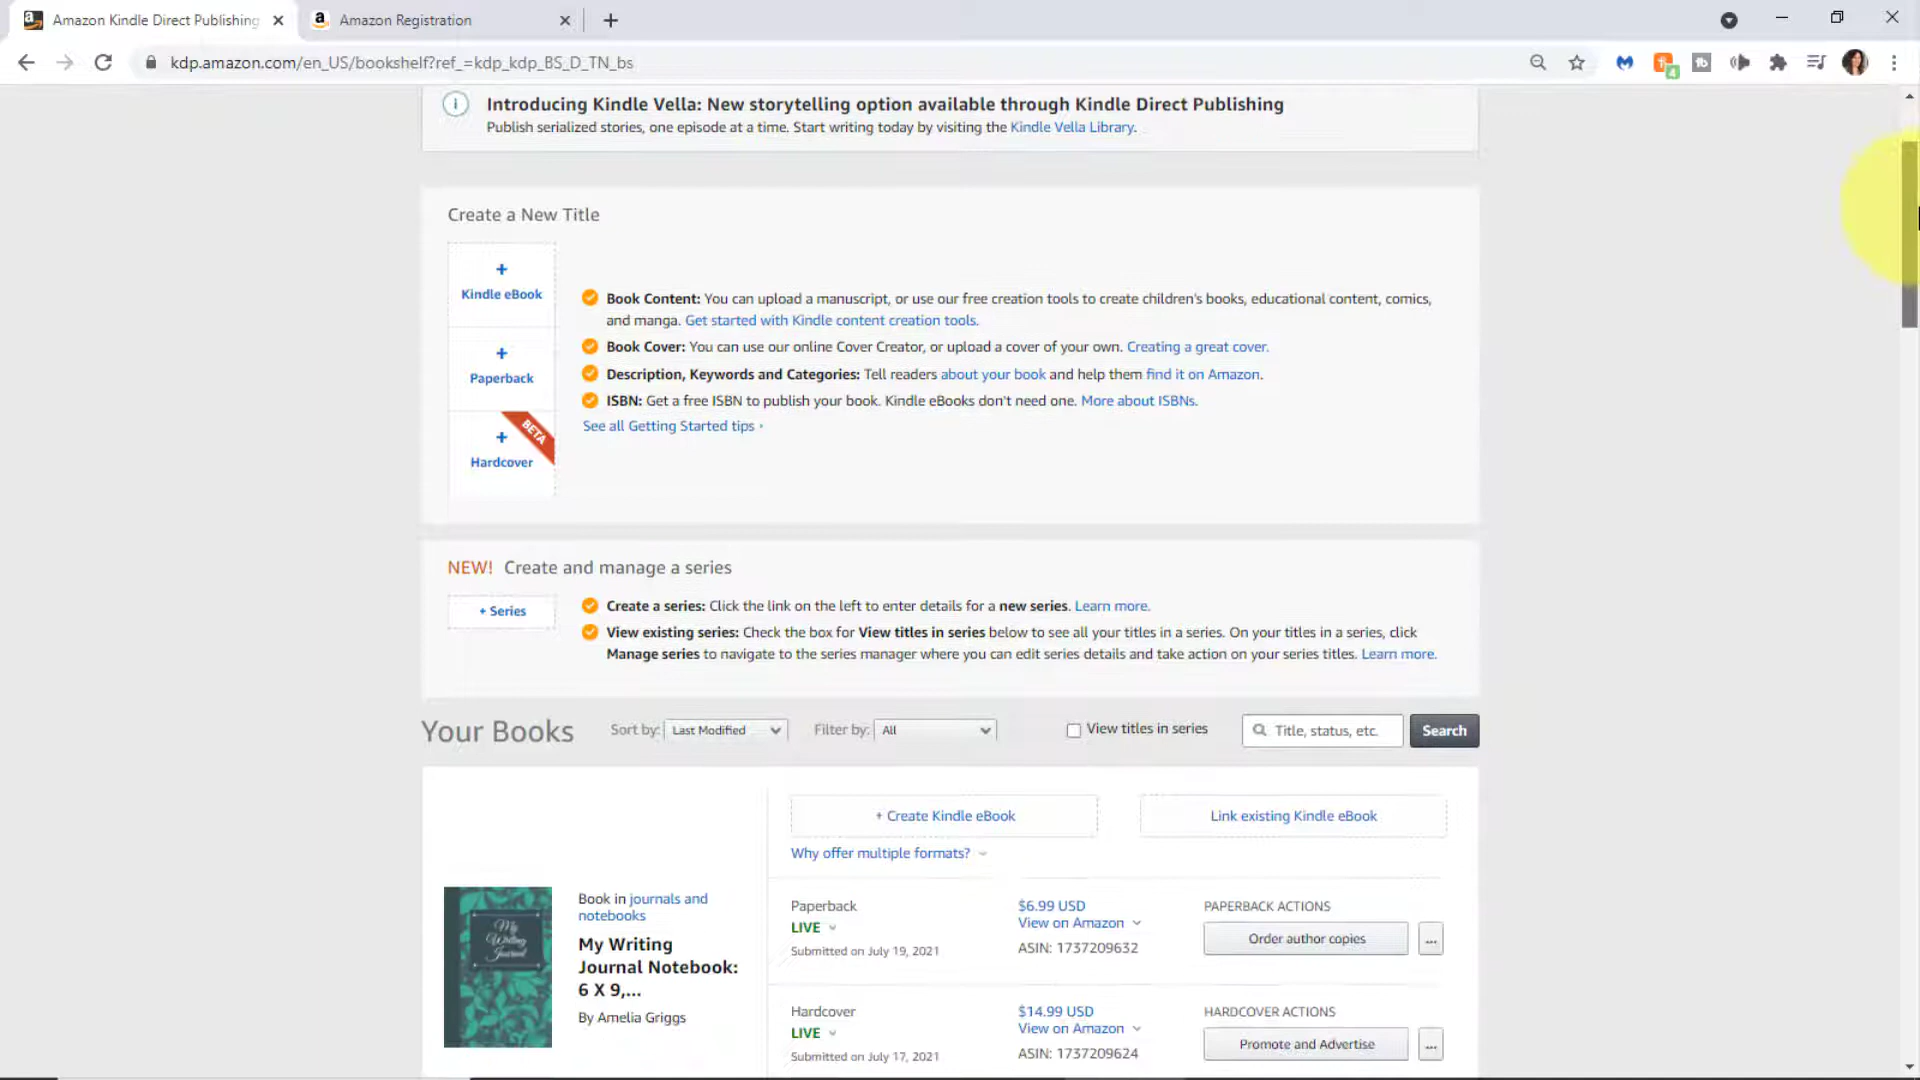 Amazon Kindle Direct Publishing
Amazon Registration
kdp.amazon.com/en_US/bookshelf?ref_=kdp_kdp_BS_D_TN_bs
4
Introducing Kindle Vella: New storytelling option available through Kindle Direct Publishing
Publish serialized stories, one episode at a time. Start writing today by visiting the Kindle Vella Library.
Create a New Title
+
Kindle eBook
+
Paperback
BETA
+
Hardcover
Book Content: You can upload a manuscript, or use our free creation tools to create children's books, educational content, comics,
and manga. Get started with Kindle content creation tools.
Book Cover: You can use our online Cover Creator, or upload a cover of your own. Creating a great cover.
Description, Keywords and Categories: Tell readers about your book and help them find it on Amazon.
ISBN: Get a free ISBN to publish your book. Kindle eBooks don't need one. More about ISBNs.
See all Getting Started tips
NEW! Create and manage a series
+ Series
Create a series: Click the link on the left to enter details for a new series. Learn more.
View existing series: Check the box for View titles in series below to see all your titles in a series. On your titles in a series, click
Manage series to navigate to the series manager where you can edit series details and take action on your series titles. Learn more.
Your Books
Sort by: Last Modified
Filter by: All
View titles in series
Title, status, etc.
Search
+ Create Kindle eBook
Link existing Kindle eBook
Why offer multiple formats?
My
Writing
Journal
Book in journals and
notebooks
My Writing
Journal Notebook:
6 X 9,...
By Amelia Griggs
Paperback
LIVE
Submitted on July 19, 2021
$6.99 USD
View on Amazon
ASIN: 1737209632
PAPERBACK ACTIONS
Order author copies
...
Hardcover
LIVE
Submitted on July 17, 2021
$14.99 USD
View on Amazon
ASIN: 1737209624
HARDCOVER ACTIONS
Promote and Advertise
...